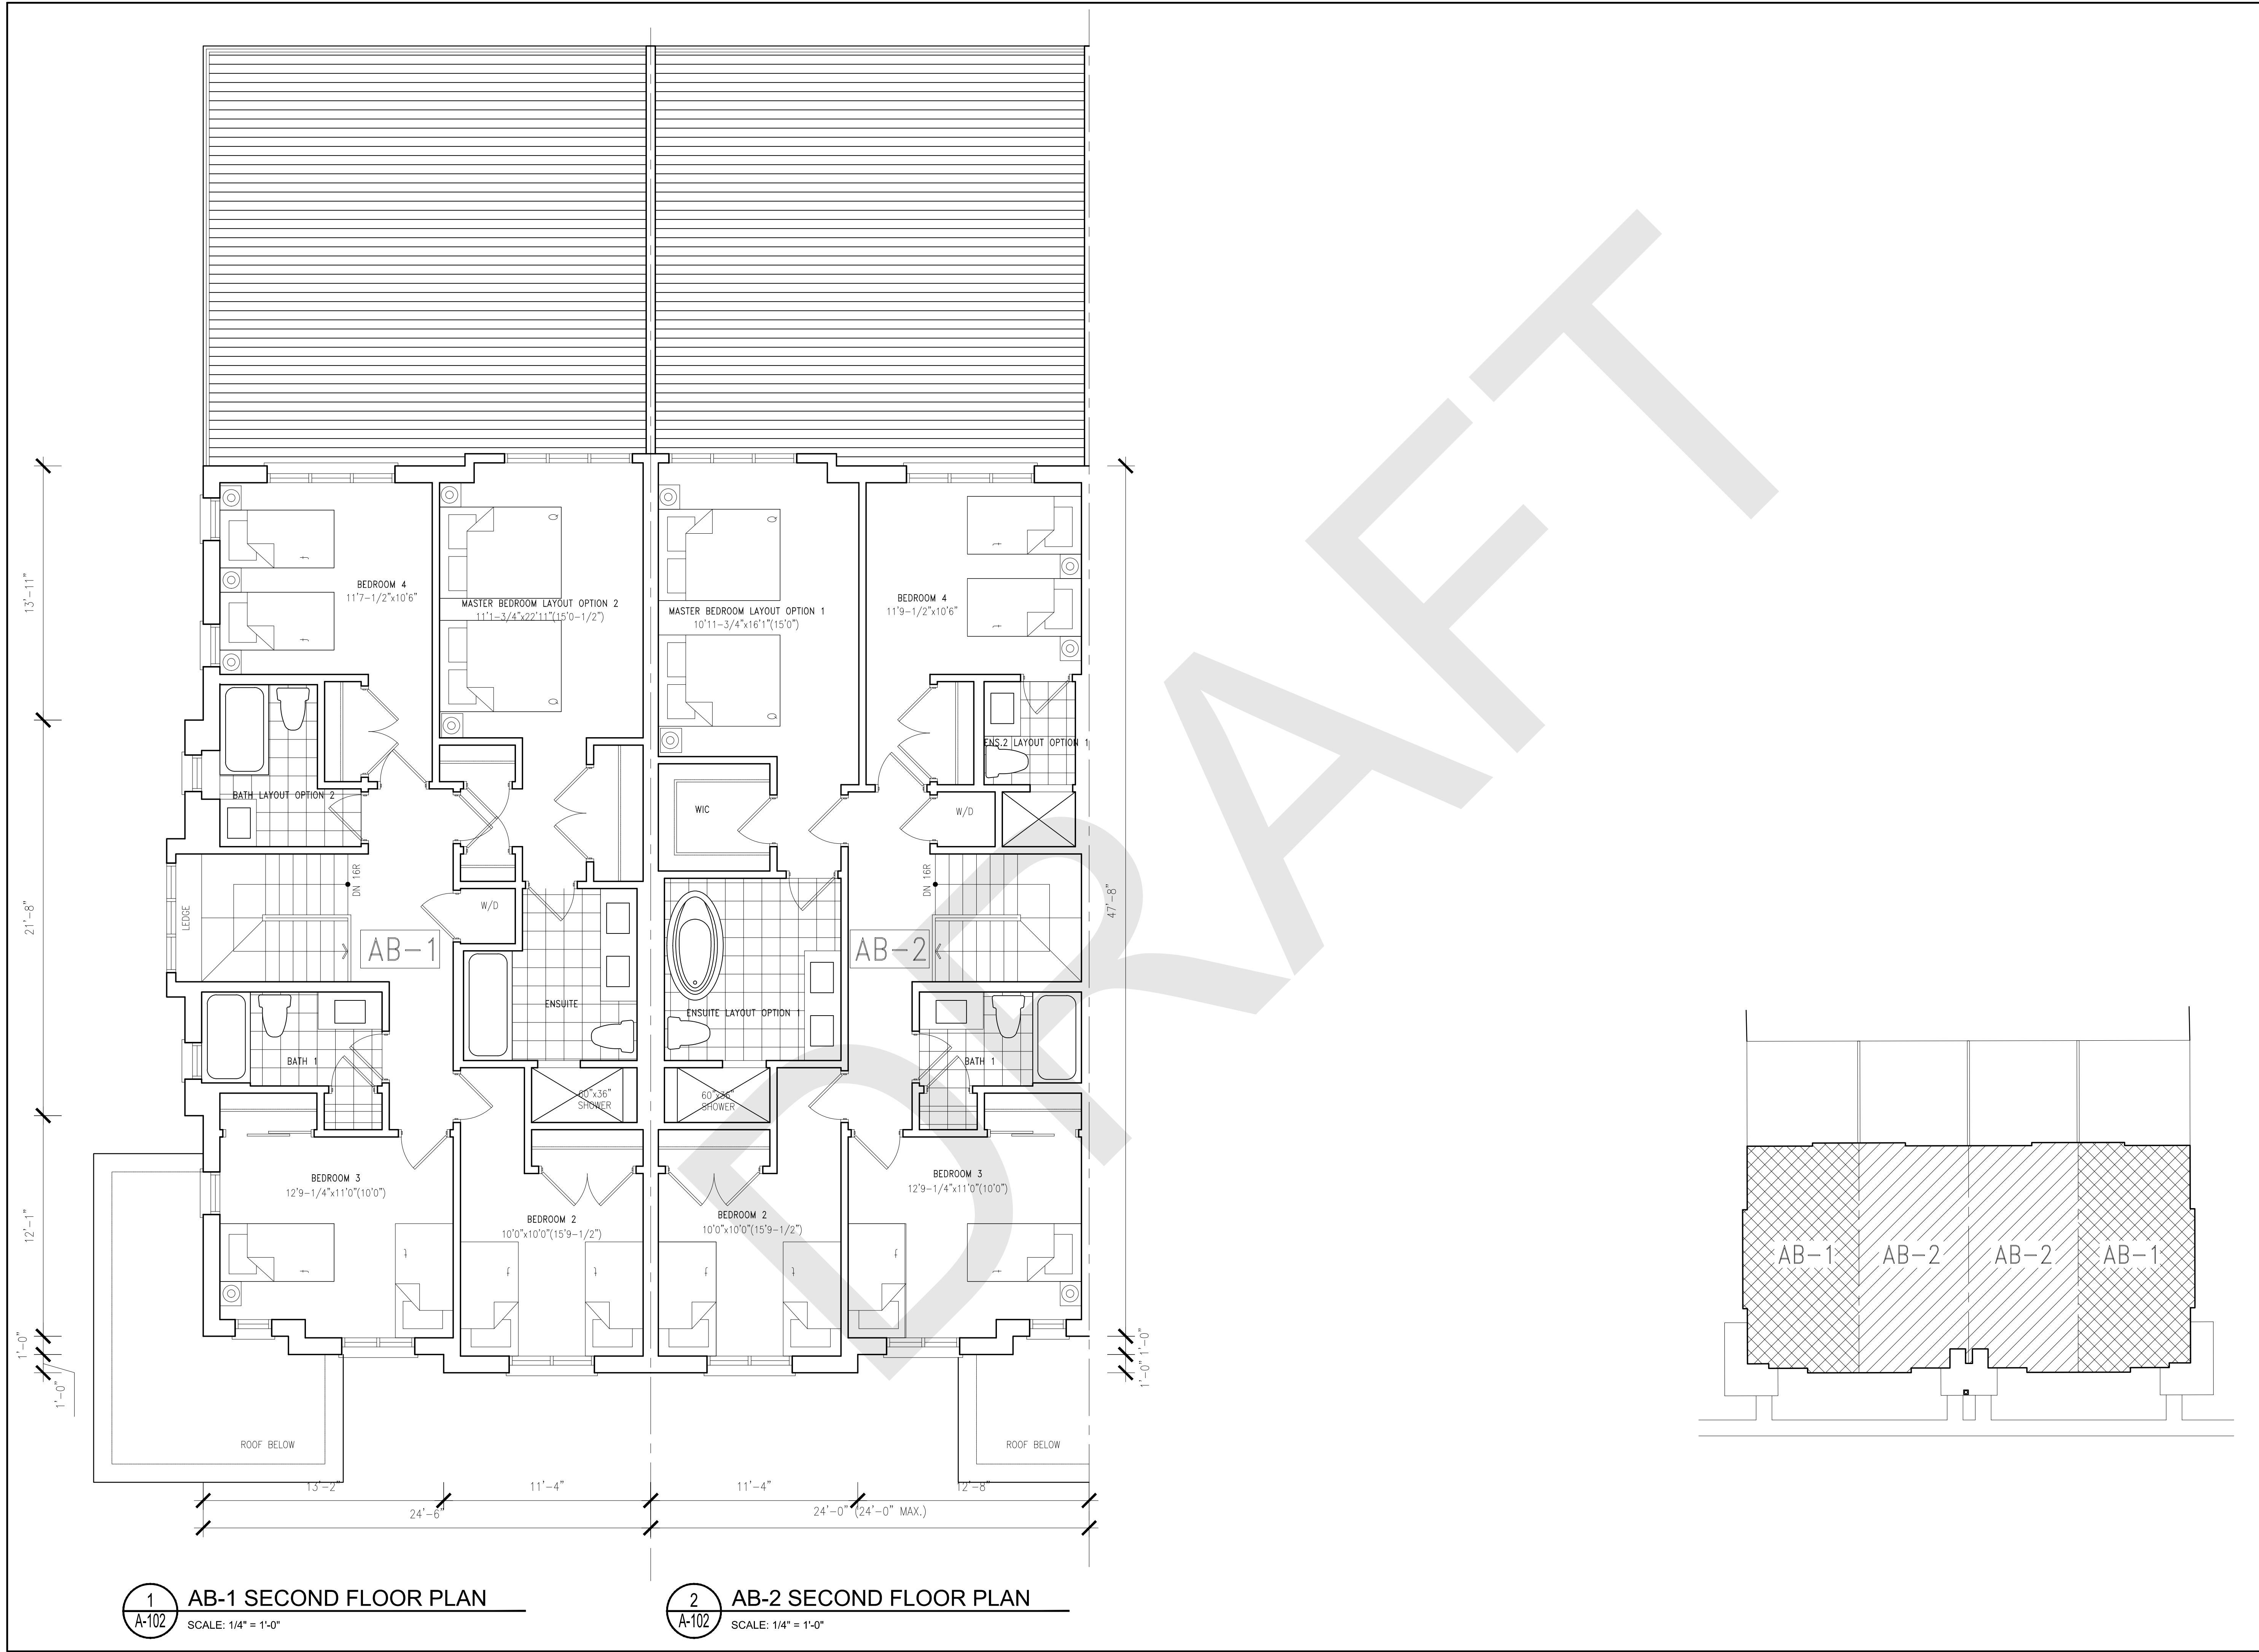 DRAFT
13'-11"
21'-8"
12'-1"
1'-0"
1'-0"
BEDROOM 4
11'7-1/2"x10'6"
MASTER BEDROOM LAYOUT OPTION 2
11'1-3/4"x22'11"(15'0-1/2")
MASTER BEDROOM LAYOUT OPTION 1
10'11-3/4"x16'1"(15'0")
BEDROOM 4
11'9-1/2"x10'6"
ENS.2 LAYOUT OPTION 1
BATH LAYOUT OPTION 2
WIC
W/D
DN 16R
LEDGE
W/D
AB-1
DN 16R
AB-2
47'-8"
ENSUITE
ENSUITE LAYOUT OPTION 1
BATH 1
BATH 1
60"x36"
SHOWER
60"x36"
SHOWER
BEDROOM 3
12'9-1/4"x11'0"(10'0")
BEDROOM 2
10'0"x10'0"(15'9-1/2")
BEDROOM 2
10'0"x10'0"(15'9-1/2")
BEDROOM 3
12'9-1/4"x11'0"(10'0")
1'-0"
1'-0"
AB-1
AB-2
AB-2
AB-1
ROOF BELOW
ROOF BELOW
13'-2"
11'-4"
11'-4"
12'-8"
24'-6"
24'-0" (24'-0" MAX.)
1
A-102
AB-1 SECOND FLOOR PLAN
SCALE: 1/4" = 1'-0"
2
A-102
AB-2 SECOND FLOOR PLAN
SCALE: 1/4" = 1'-0"